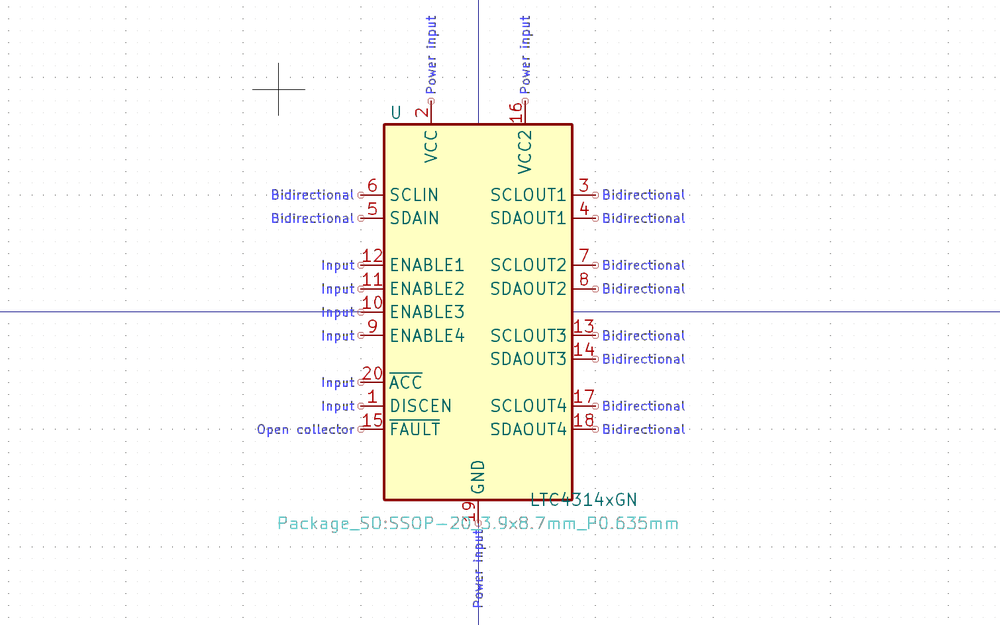 Power input
Power input
U
2
16
VCC
VCC2
Bidirectional 6 SCLIN SCLOUT1 3 Bidirectional
Bidirectional 5 SDAIN SDAOUT1 4 Bidirectional
Input 12 ENABLE1 SCLOUT2 7 Bidirectional
Input 11 ENABLE2 SDAOUT2 8 Bidirectional
Input 10 ENABLE3
Input 9 ENABLE4 SCLOUT3 13 Bidirectional
SDAOUT3 14 Bidirectional
Input 20 ACC
Input 1 DISCEN SCLOUT4 17 Bidirectional
Open collector 15 FAULT SDAOUT4 18 Bidirectional
GND
LTC4314xGN
19
Package_SO:SSOP-20_3.9x8.7mm_P0.635mm
Power input